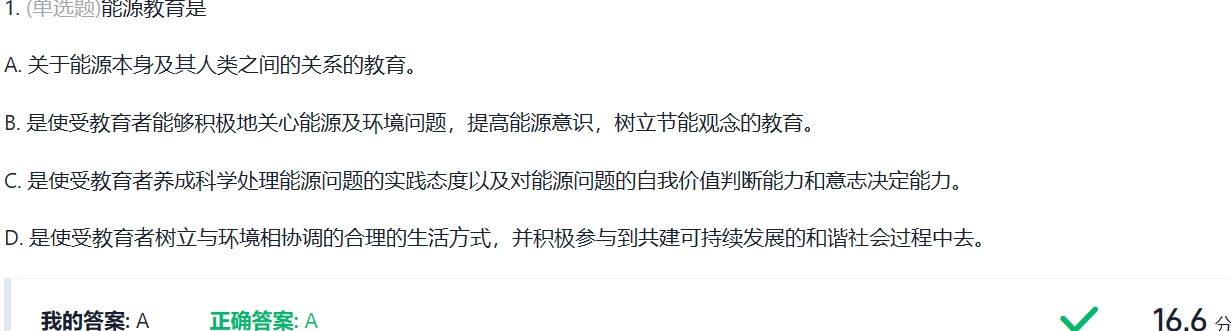 1. (单选题)能源教育是
A. 关于能源本身及其人类之间的关系的教育。
B. 是使受教育者能够积极地关心能源及环境问题，提高能源意识，树立节能观念的教育。
C. 是使受教育者养成科学处理能源问题的实践态度以及对能源问题的自我价值判断能力和意志决定能力。
D. 是使受教育者树立与环境相协调的合理的生活方式，并积极参与到共建可持续发展的和谐社会过程中去。
我的答案: A 正确答案: A 16.6 分